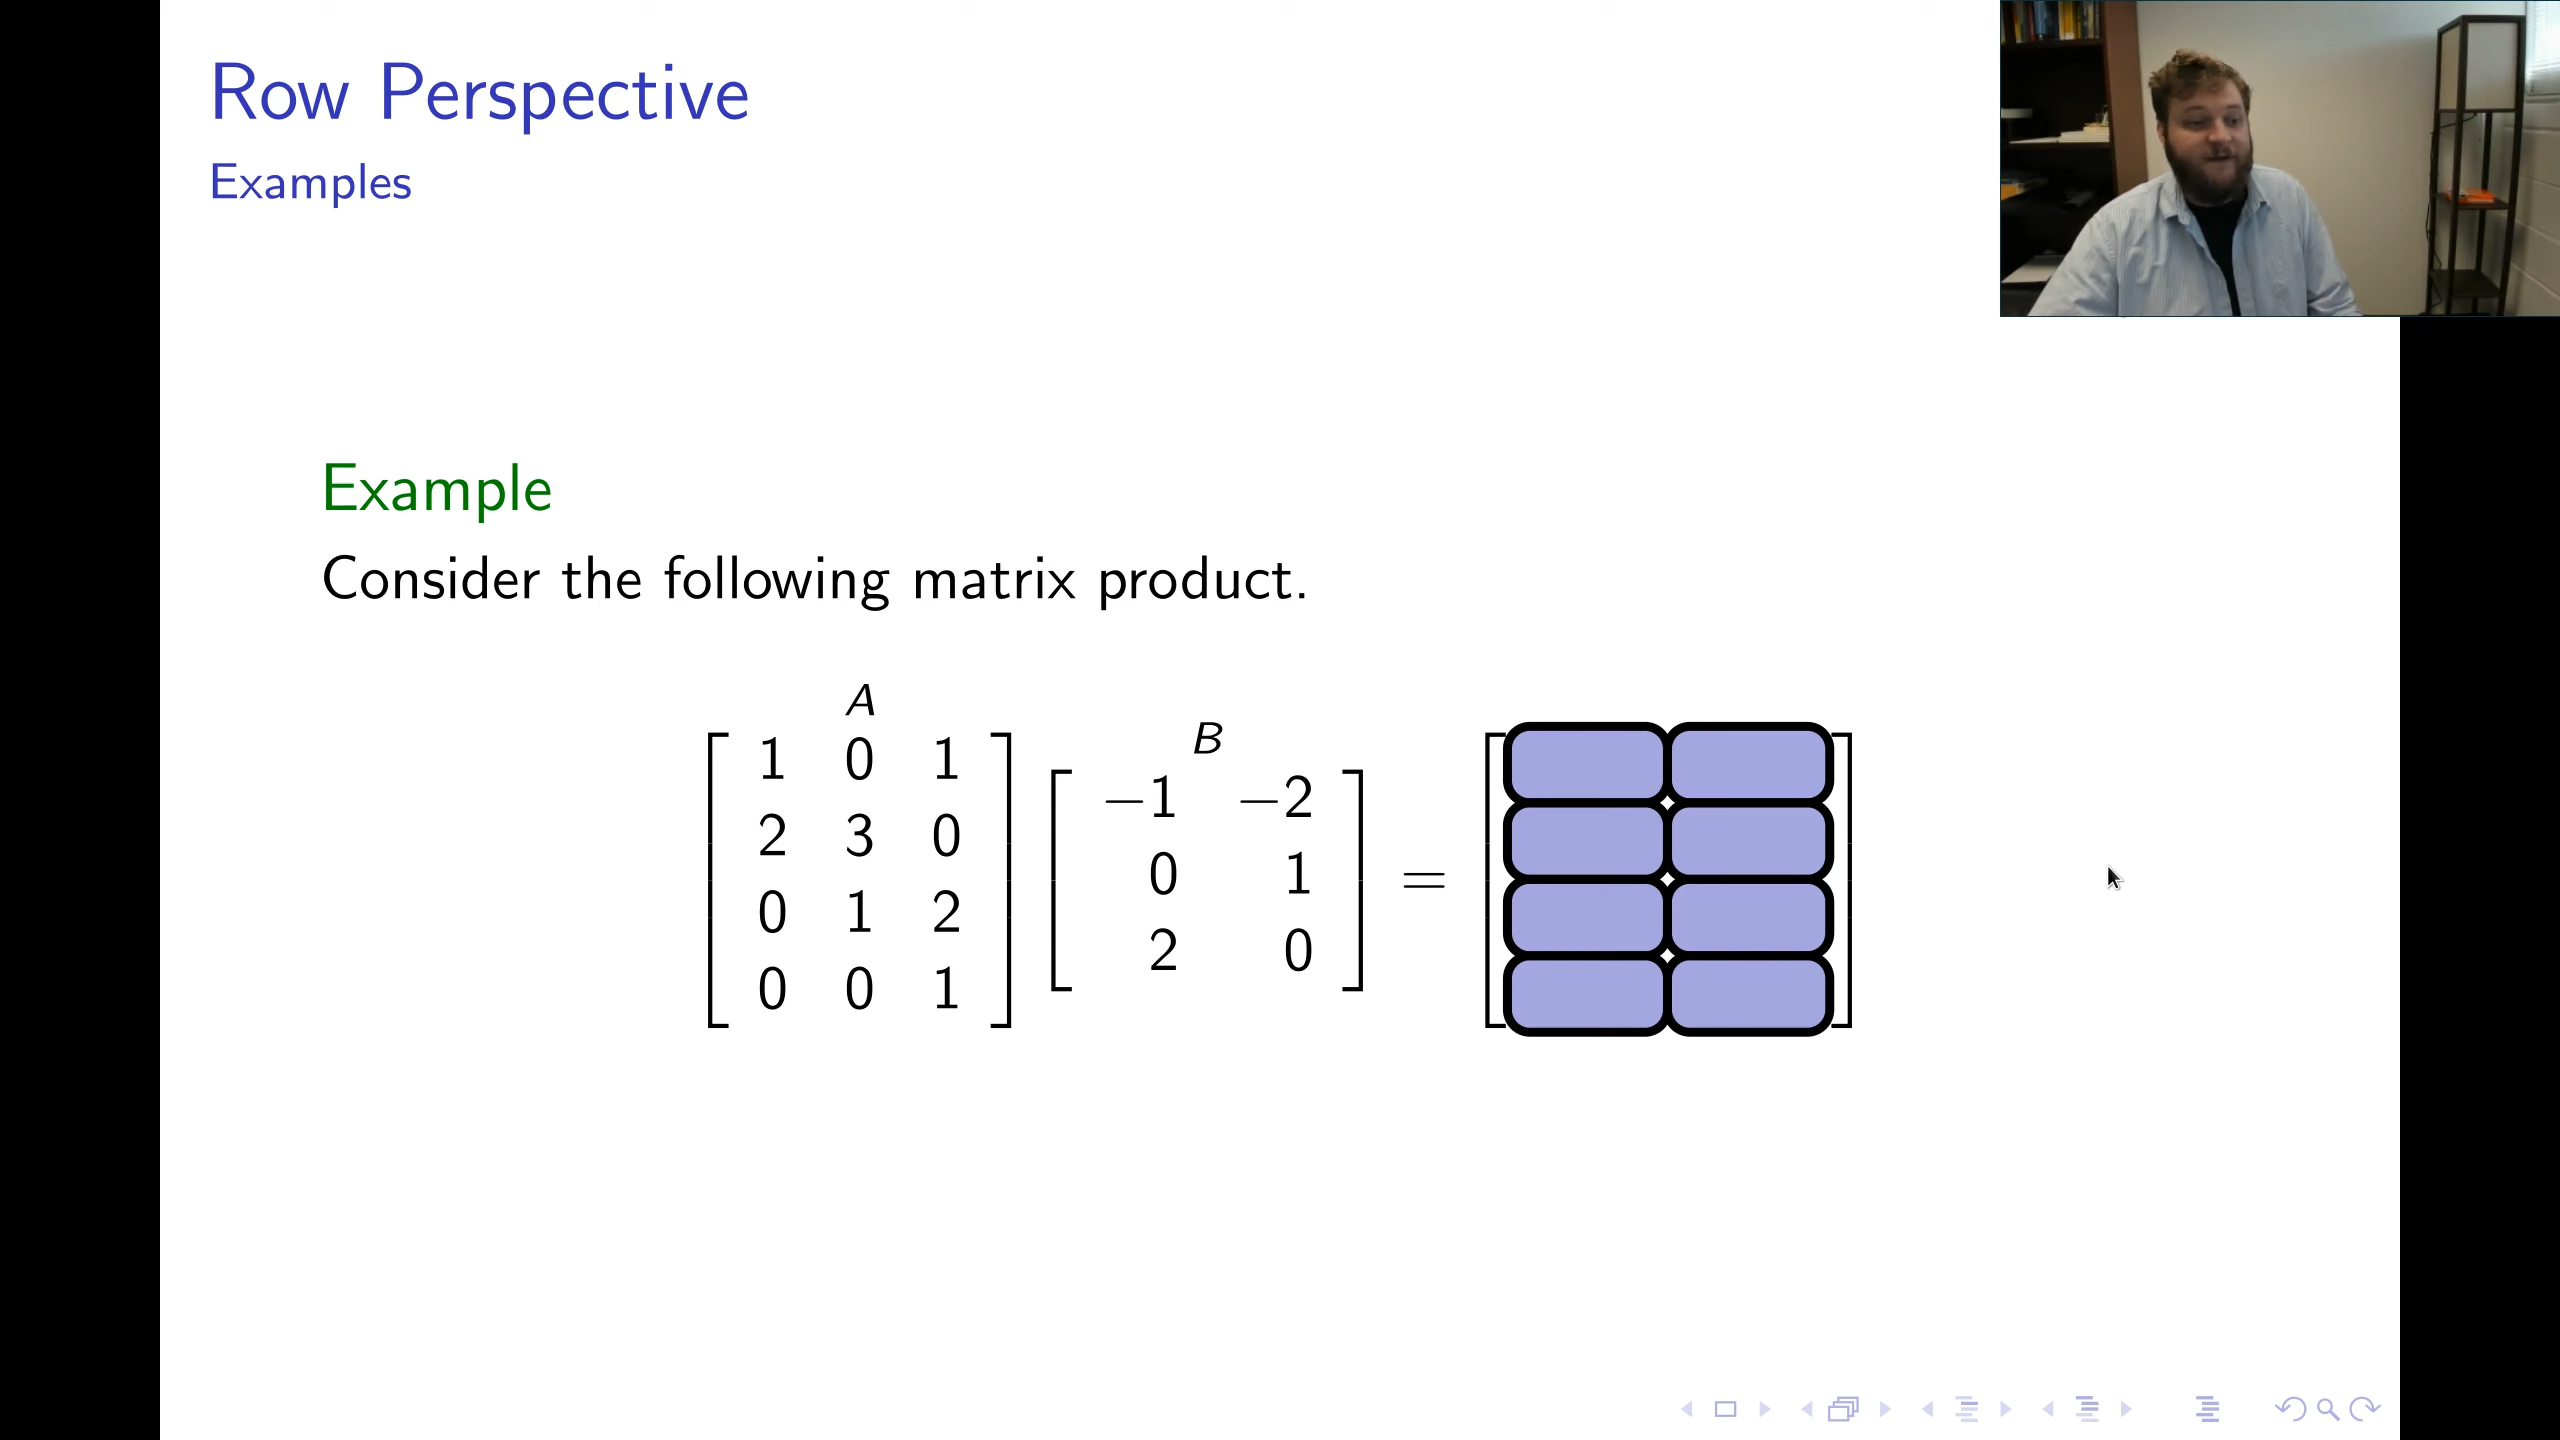 Row Perspective
Examples
Example
Consider the following matrix product.
A
B
1 0 1
2 3 0
0 1 2
0 0 1
−1 −2
0 1
2 0
=